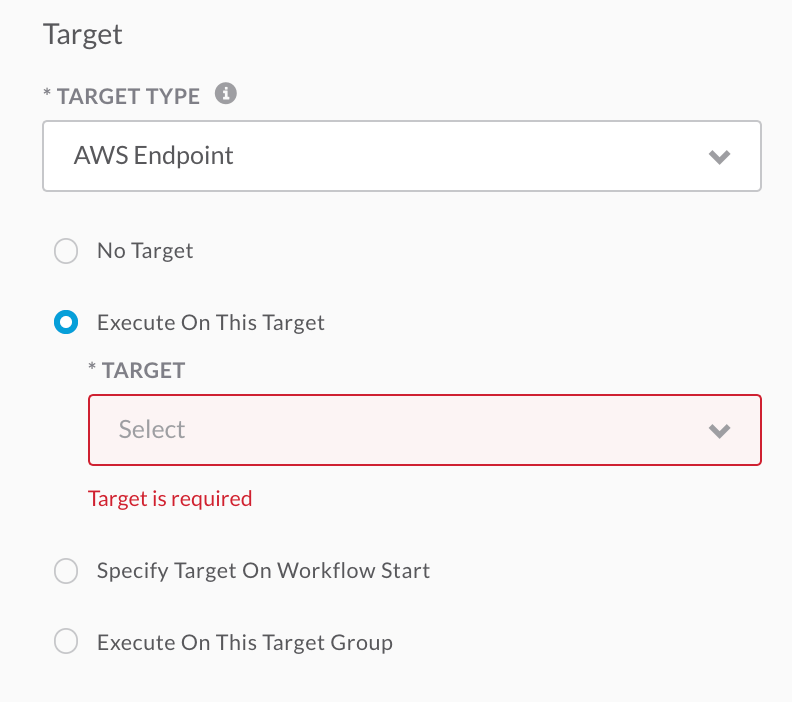 Target
* TARGET TYPE
AWS Endpoint
No Target
Execute On This Target
* TARGET
Select
Target is required
Specify Target On Workflow Start
Execute On This Target Group